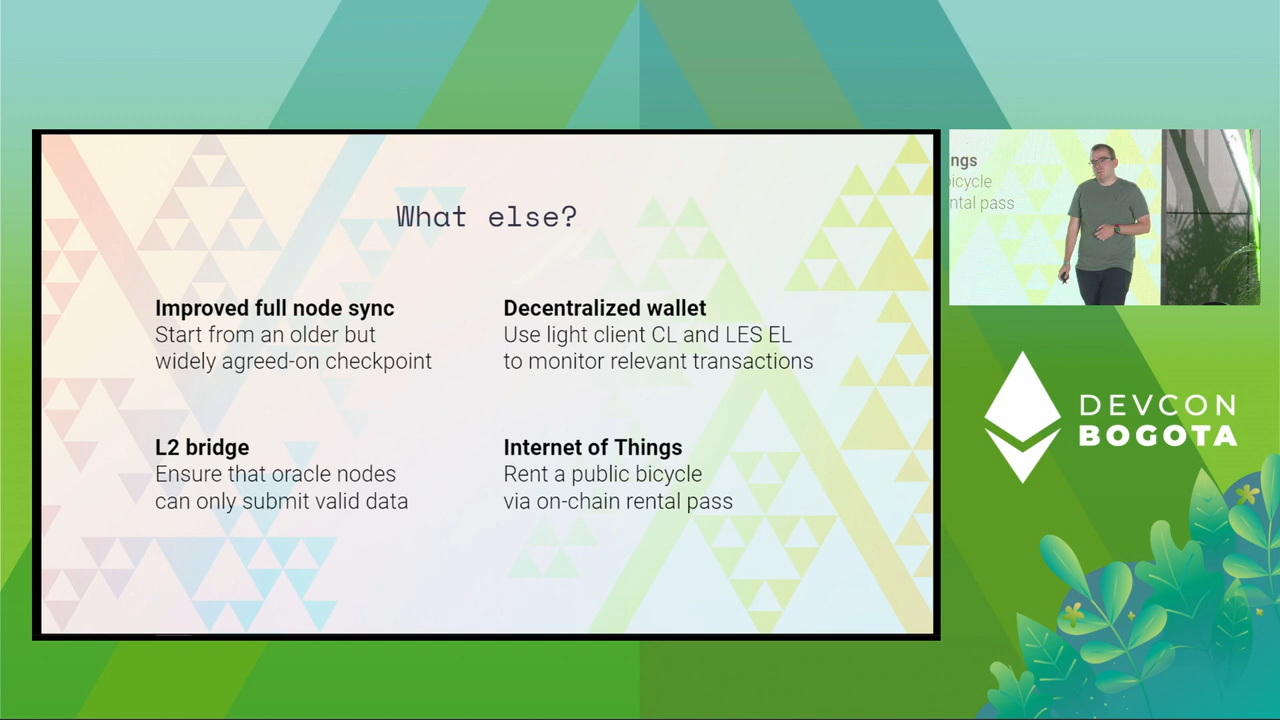 What else?
Improved full node sync
Start from an older but
widely agreed-on checkpoint
Decentralized wallet
Use light client CL and LES EL
to monitor relevant transactions
L2 bridge
Ensure that oracle nodes
can only submit valid data
Internet of Things
Rent a public bicycle
via on-chain rental pass
ngs
bicycle
ntal pass
DEVCON
BOGOTA